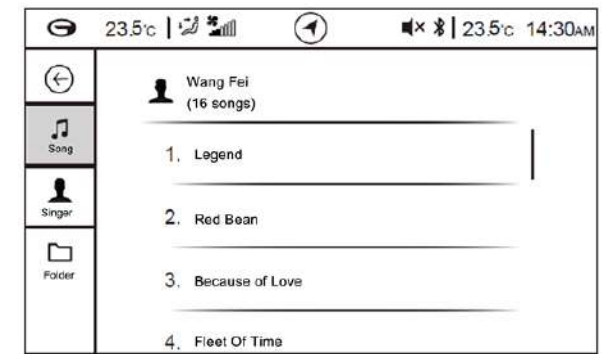 23.5°c | 23.5°c 14:30AM
Wang Fei
(16 songs)
Song
1. Legend
Singer
2. Red Bean
Folder
3. Because of Love
4. Fleet Of Time